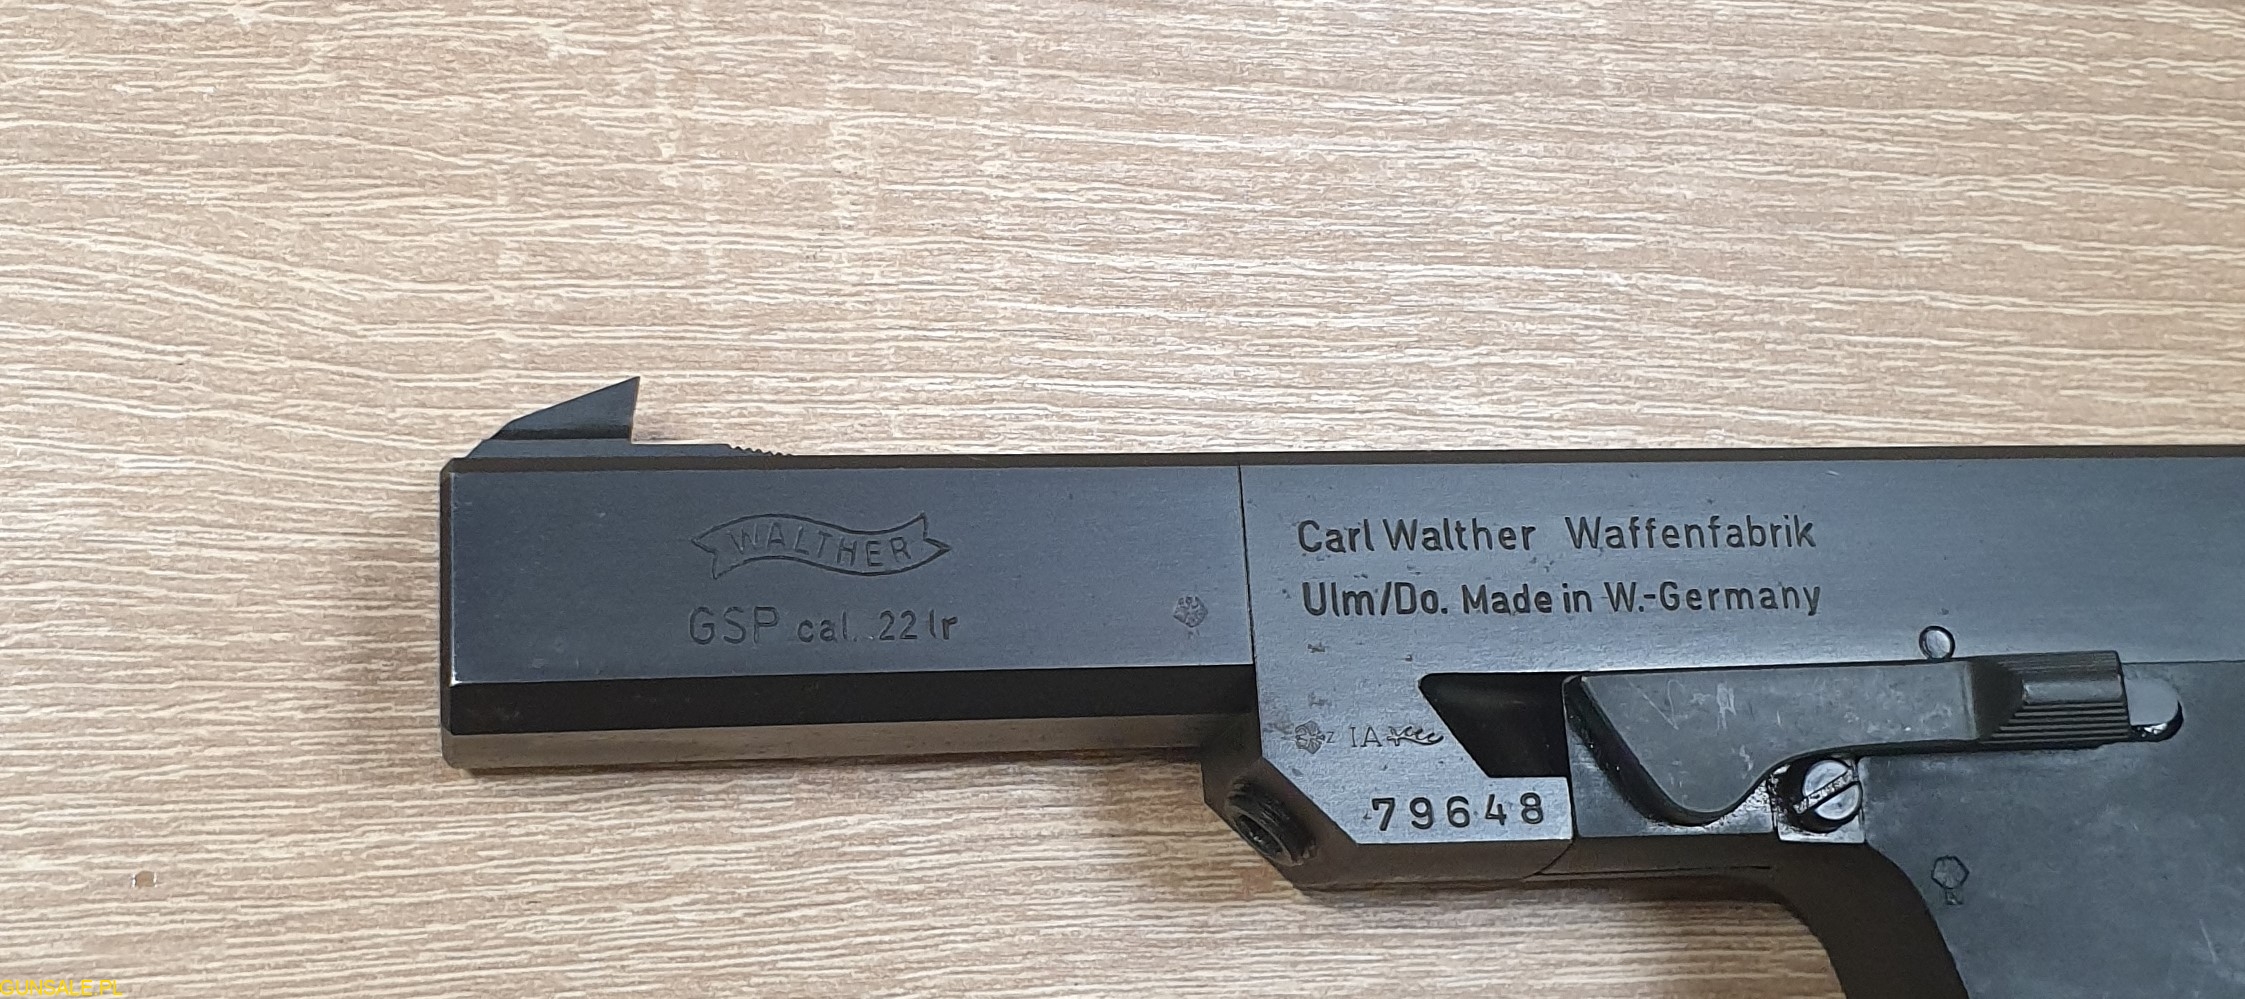 WALTHER
GSP cal. .22 lr
Carl Walther Waffenfabrik
Ulm/Do. Made in W.-Germany
IA
79648
GUNSALE.PL